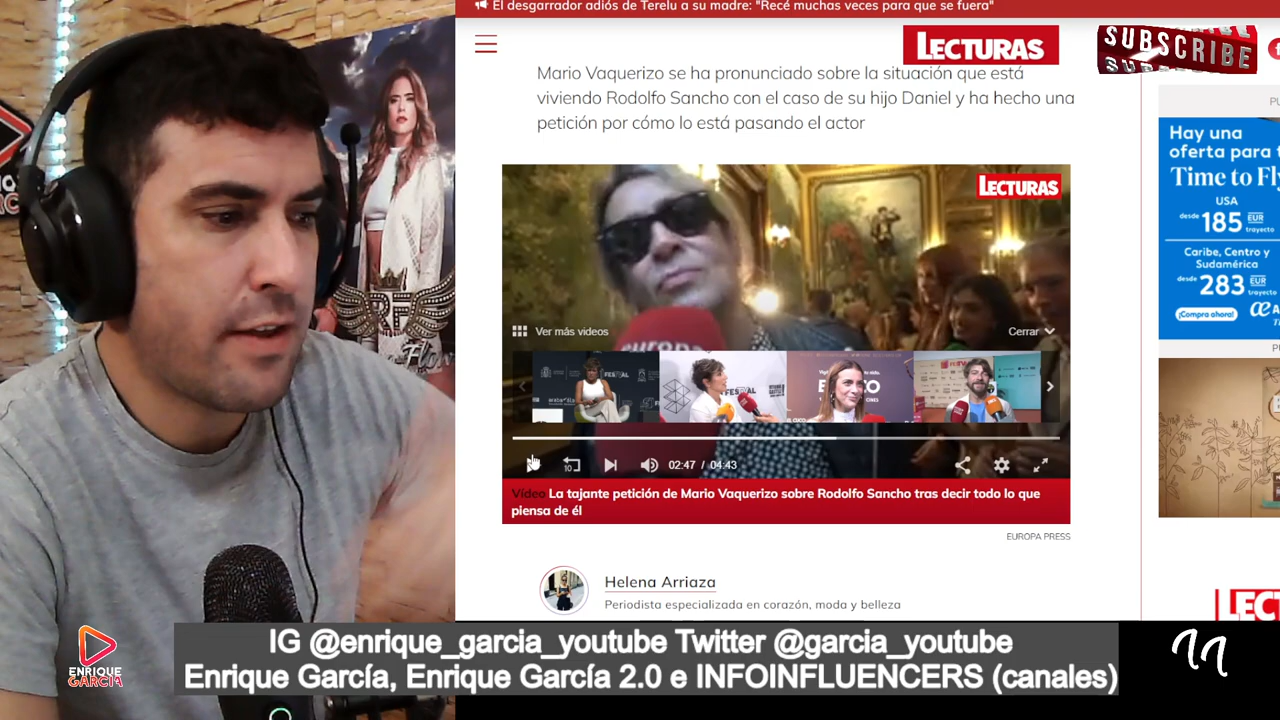 El desgarrador adiós de Terelu a su madre: "Recé muchas veces para que se fuera"
LECTURAS
SUBSCRIBE
Mario Vaquerizo se ha pronunciado sobre la situación que está
viviendo Rodolfo Sancho con el caso de su hijo Daniel y ha hecho una
petición por cómo lo está pasando el actor
Hay una
oferta para t
Time to Fly
USA
desde 185 EUR trayecto
Caribe, Centro y
Sudamérica
desde 283 EUR trayecto
¡Compra ahora!
LECTURAS
europa
Ver más videos
Cerrar
FESTVAL
10
02:47 / 04:43
Vídeo La tajante petición de Mario Vaquerizo sobre Rodolfo Sancho tras decir todo lo que
piensa de él
EUROPA PRESS
Helena Arriaza
Periodista especializada en corazón, moda y belleza
LEC
IG @enrique_garcia_youtube Twitter @garcia_youtube
Enrique García, Enrique García 2.0 e INFOINFLUENCERS (canales)
ENRIQUE
GARCÍA